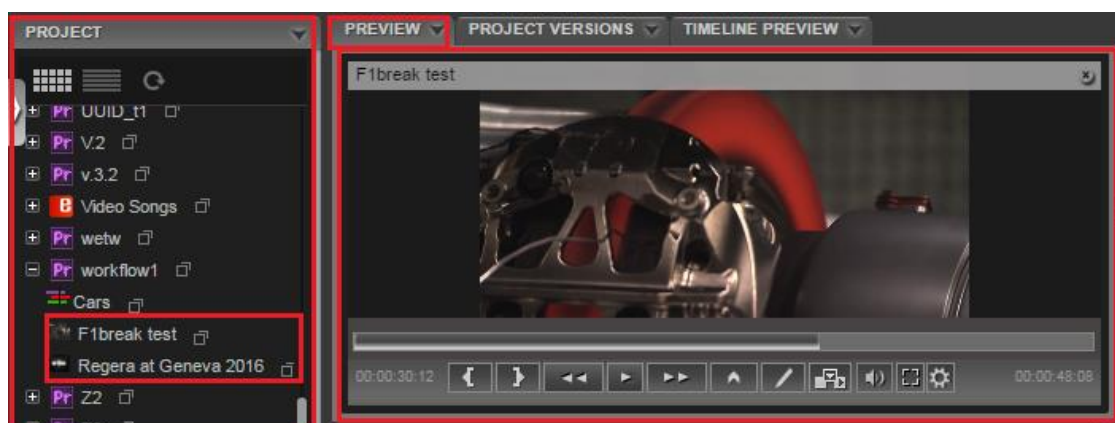 PROJECT
UUID_t1
V.2
v.3.2
Video Songs
wetw
workflow1
Cars
F1break test
Regera at Geneva 2016
Z2
PREVIEW PROJECT VERSIONS TIMELINE PREVIEW
F1break test
00:00:30:12 00:00:48:08